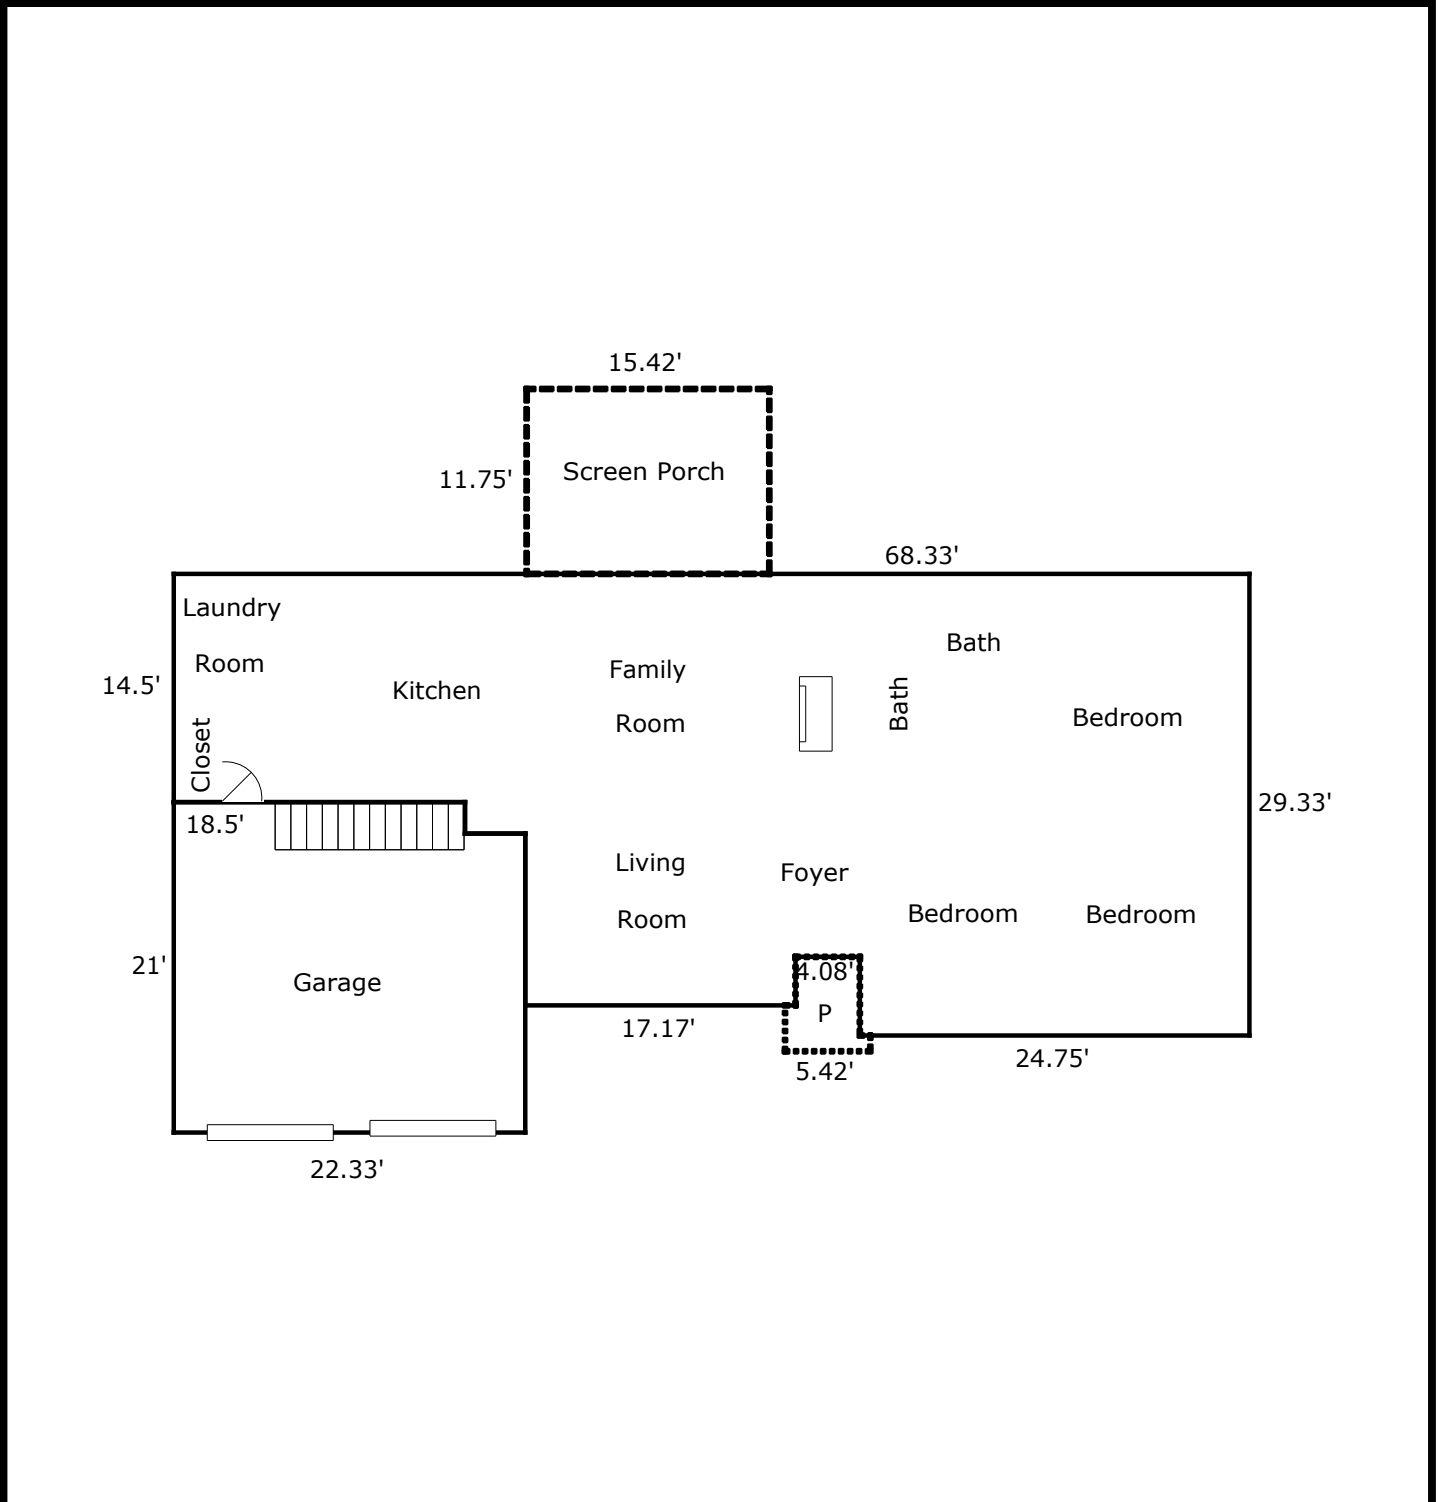 15.42'
11.75'
Screen Porch
68.33'
Laundry
Room
14.5'
Closet
Kitchen
Family
Room
Bath
Bath
Bedroom
29.33'
18.5'
Living
Room
Foyer
Bedroom
Bedroom
21'
Garage
4.08'
P
17.17'
5.42'
24.75'
22.33'